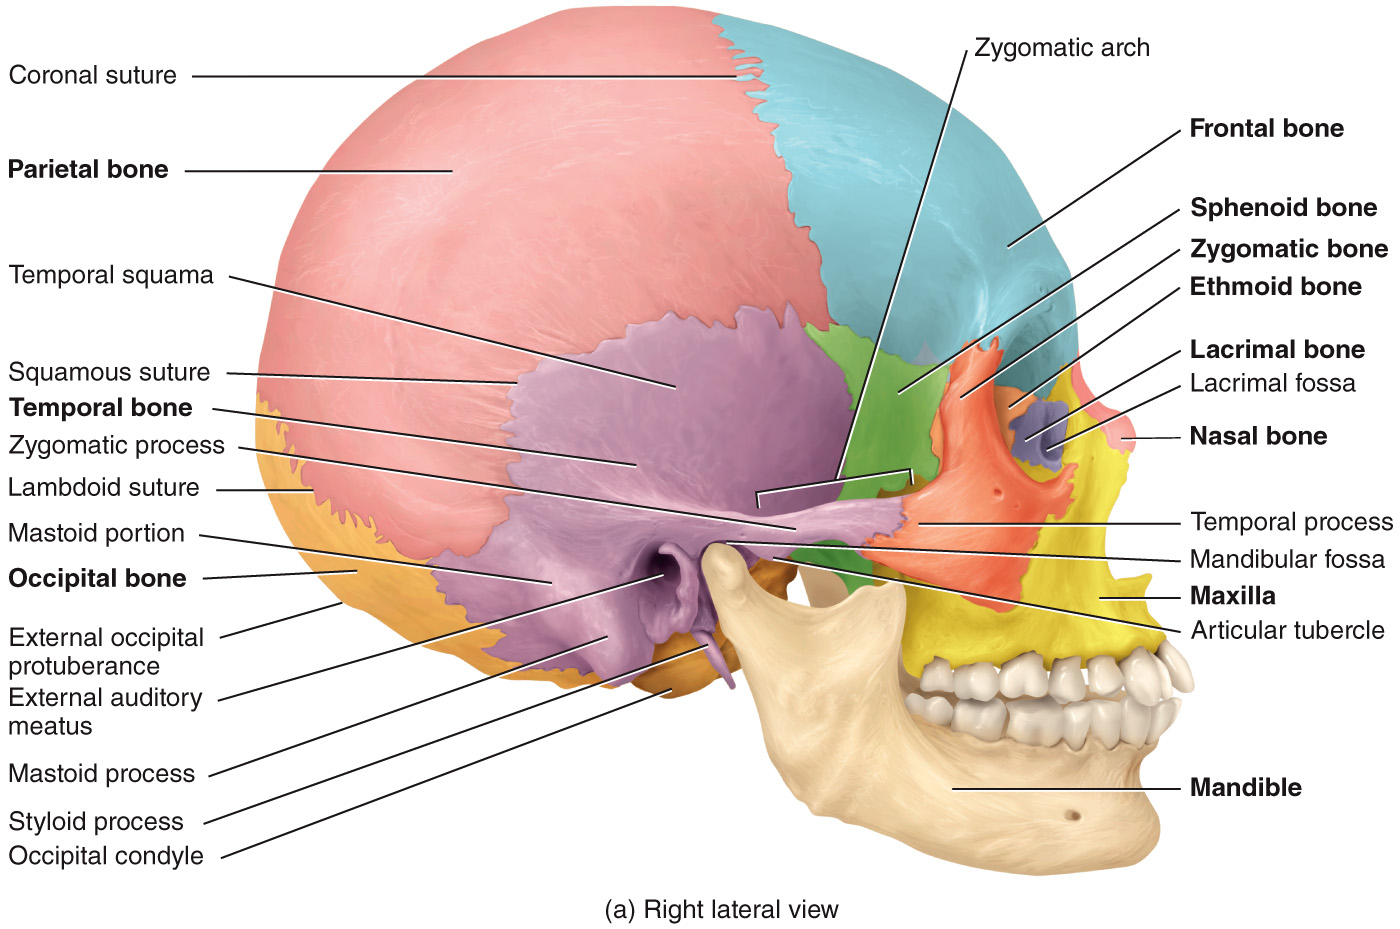 Coronal suture
Parietal bone
Temporal squama
Squamous suture
Temporal bone
Zygomatic process
Lambdoid suture
Mastoid portion
Occipital bone
External occipital
protuberance
External auditory
meatus
Mastoid process
Styloid process
Occipital condyle
Zygomatic arch
Frontal bone
Sphenoid bone
Zygomatic bone
Ethmoid bone
Lacrimal bone
Lacrimal fossa
Nasal bone
Temporal process
Mandibular fossa
Maxilla
Articular tubercle
Mandible
(a) Right lateral view